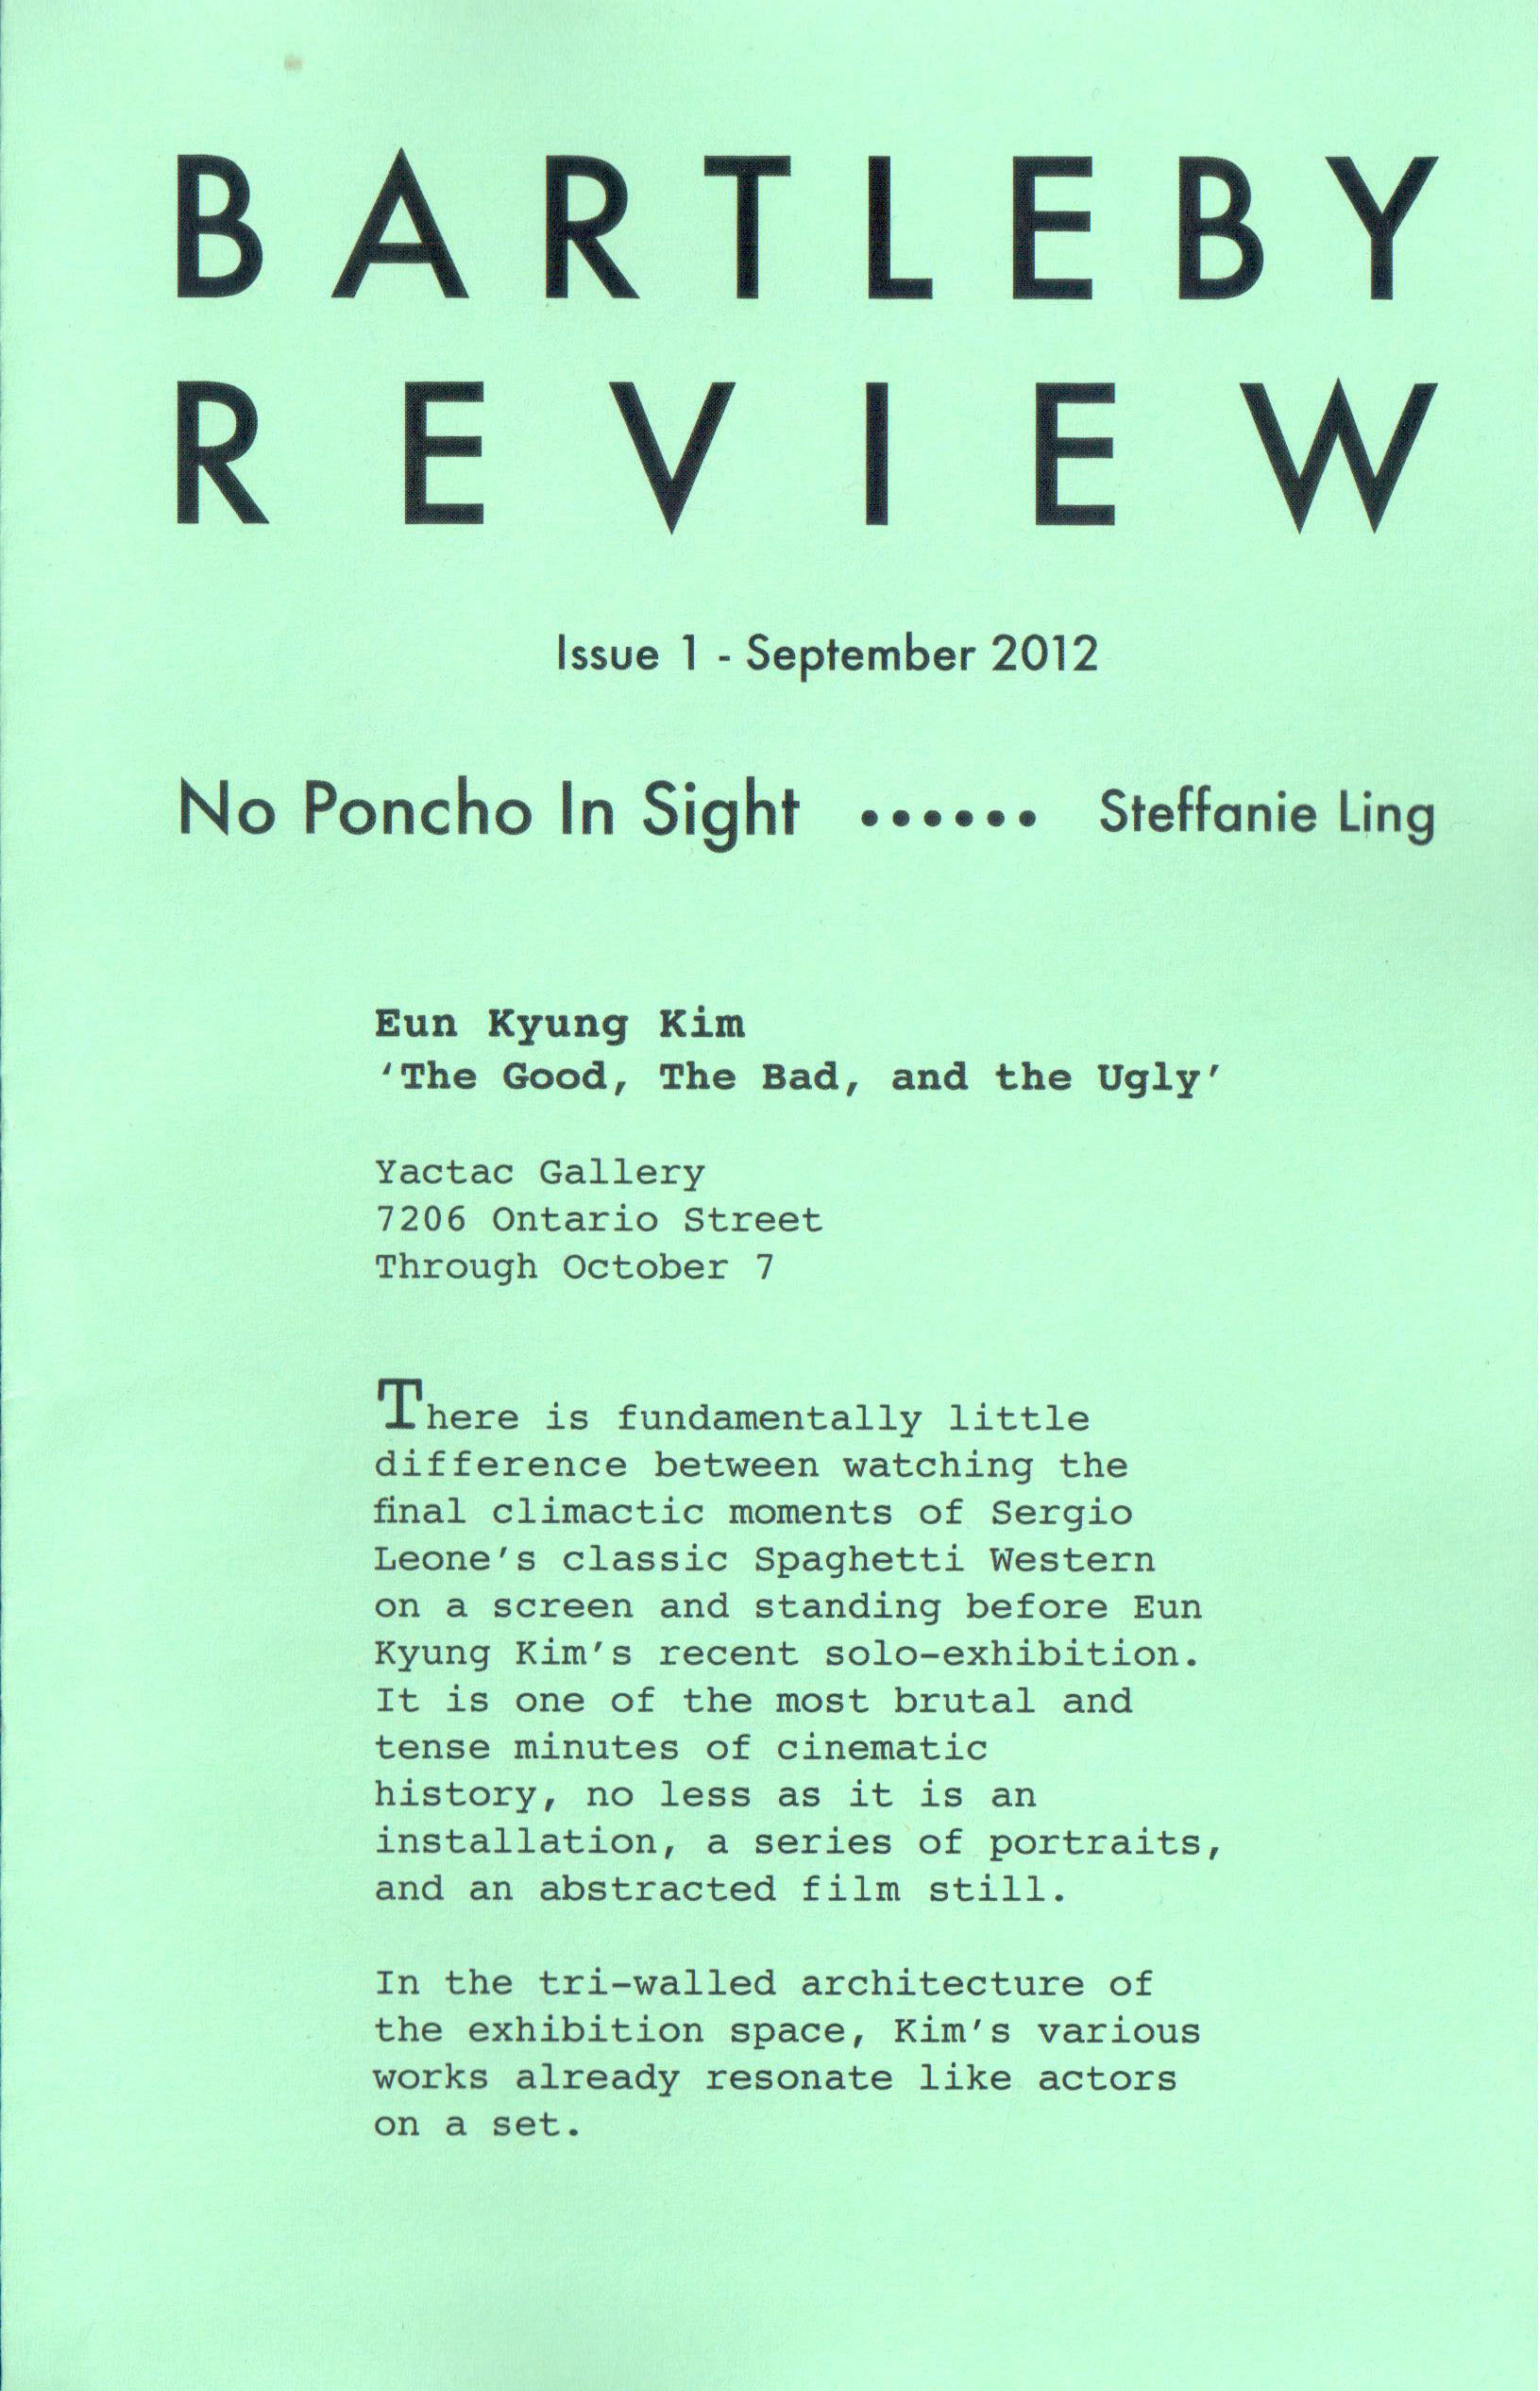 BARTLEBY
REVIEW
Issue 1 - September 2012
No Poncho In Sight •••••• Steffanie Ling
Eun Kyung Kim
‘The Good, The Bad, and the Ugly’
Yactac Gallery
7206 Ontario Street
Through October 7
There is fundamentally little
difference between watching the
final climactic moments of Sergio
Leone’s classic Spaghetti Western
on a screen and standing before Eun
Kyung Kim’s recent solo-exhibition.
It is one of the most brutal and
tense minutes of cinematic
history, no less as it is an
installation, a series of portraits,
and an abstracted film still.
In the tri-walled architecture of
the exhibition space, Kim’s various
works already resonate like actors
on a set.